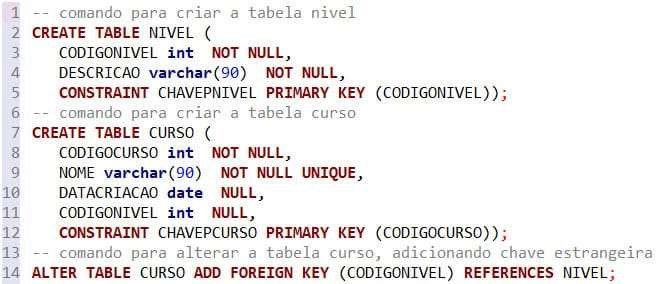 1 -- comando para criar a tabela nivel
2 CREATE TABLE NIVEL (
3 CODIGONIVEL int NOT NULL,
4 DESCRICAO varchar(90) NOT NULL,
5 CONSTRAINT CHAVEPNIVEL PRIMARY KEY (CODIGONIVEL));
6 -- comando para criar a tabela curso
7 CREATE TABLE CURSO (
8 CODIGOCURSO int NOT NULL,
9 NOME varchar(90) NOT NULL UNIQUE,
10 DATACRIACAO date NULL,
11 CODIGONIVEL int NULL,
12 CONSTRAINT CHAVEPCURSO PRIMARY KEY (CODIGOCURSO));
13 -- comando para alterar a tabela curso, adicionando chave estrangeira
14 ALTER TABLE CURSO ADD FOREIGN KEY (CODIGONIVEL) REFERENCES NIVEL;